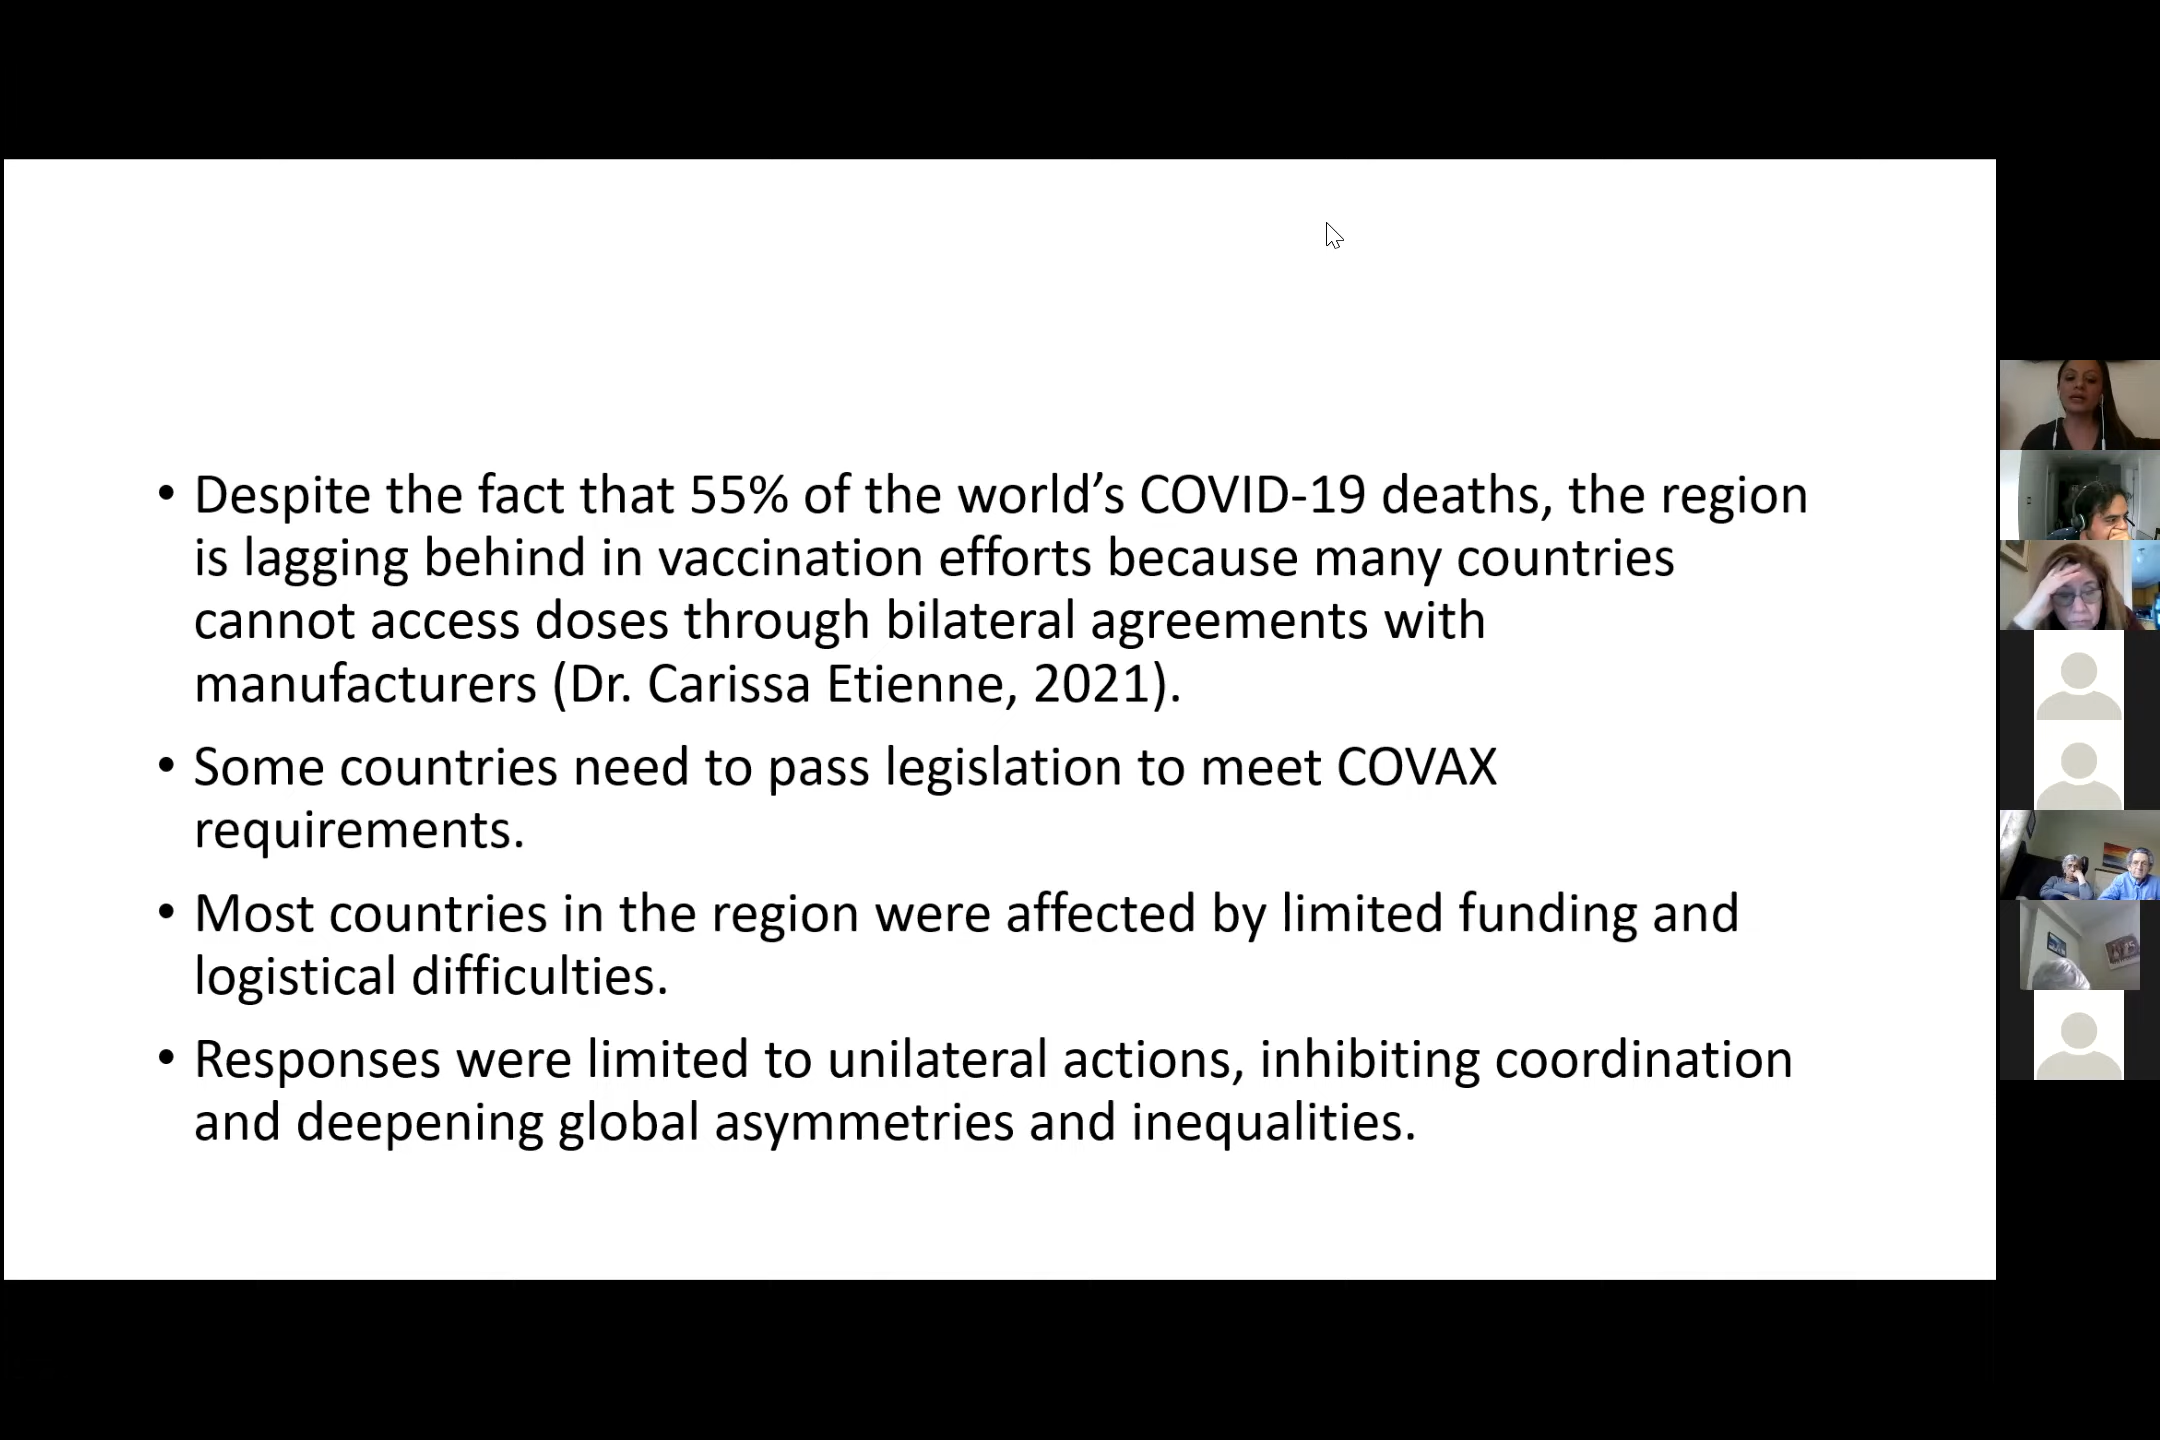 • Despite the fact that 55% of the world’s COVID-19 deaths, the region
is lagging behind in vaccination efforts because many countries
cannot access doses through bilateral agreements with
manufacturers (Dr. Carissa Etienne, 2021).
• Some countries need to pass legislation to meet COVAX
requirements.
• Most countries in the region were affected by limited funding and
logistical difficulties.
• Responses were limited to unilateral actions, inhibiting coordination
and deepening global asymmetries and inequalities.